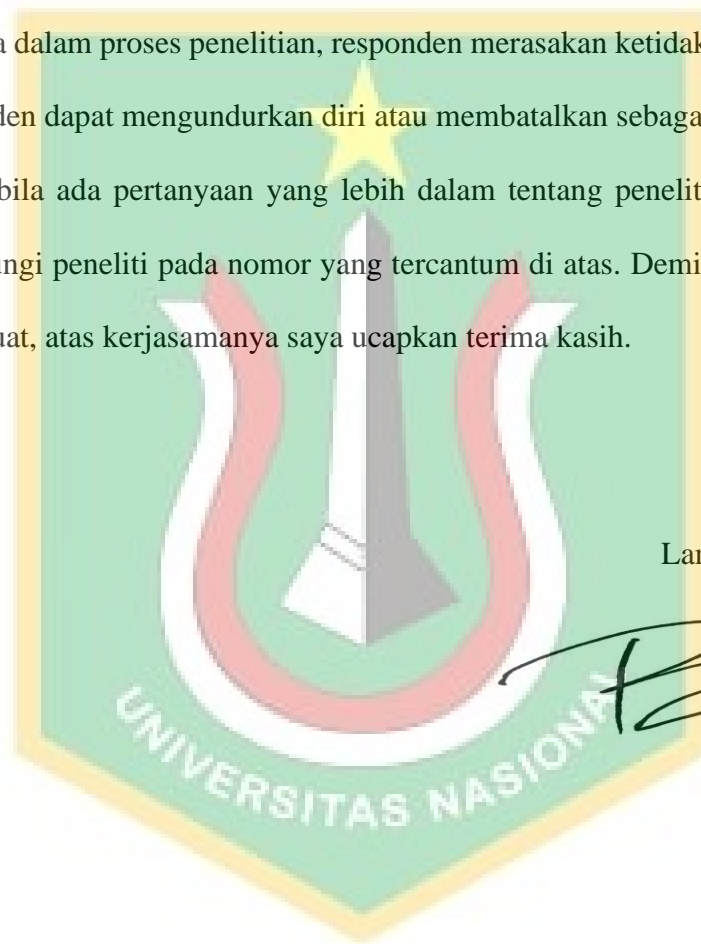 dalam proses penelitian, responden merasakan ketidak
den dapat mengundurkan diri atau membatalkan sebaga
bila ada pertanyaan yang lebih dalam tentang penelit
ngi peneliti pada nomor yang tercantum di atas. Demi
uat, atas kerjasamanya saya ucapkan terima kasih.
Lam
UNIVERSITAS NASIONAL